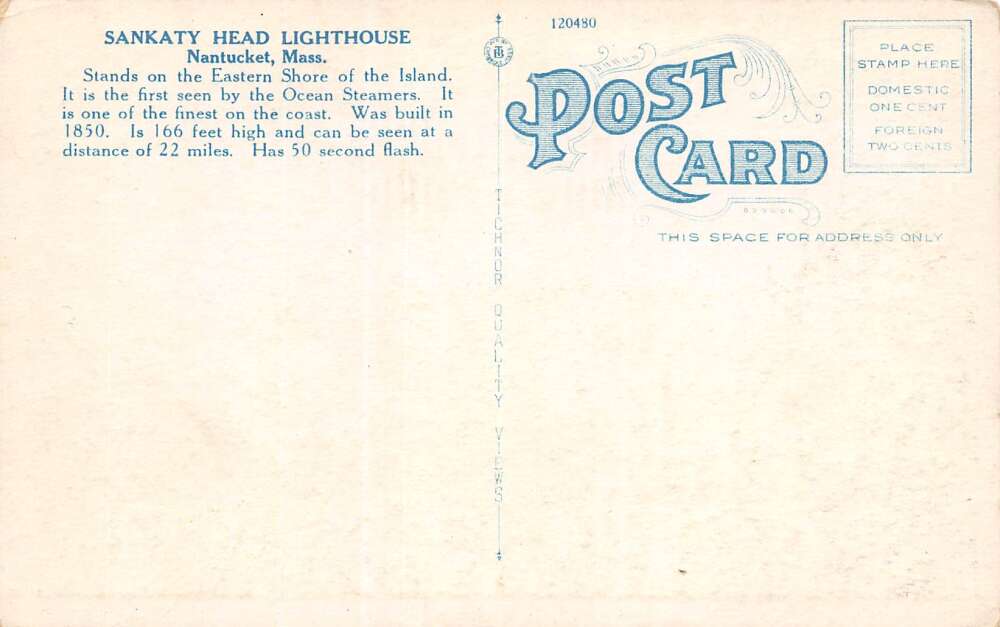 SANKATY HEAD LIGHTHOUSE
Nantucket, Mass.
Stands on the Eastern Shore of the Island.
It is the first seen by the Ocean Steamers. It
is one of the finest on the coast. Was built in
1850. Is 166 feet high and can be seen at a
distance of 22 miles. Has 50 second flash.
TICHNOR QUALITY VIEWS
120480
POST
CARD
THIS SPACE FOR ADDRESS ONLY
PLACE
STAMP HERE
DOMESTIC
ONE CENT
FOREIGN
TWO CENTS